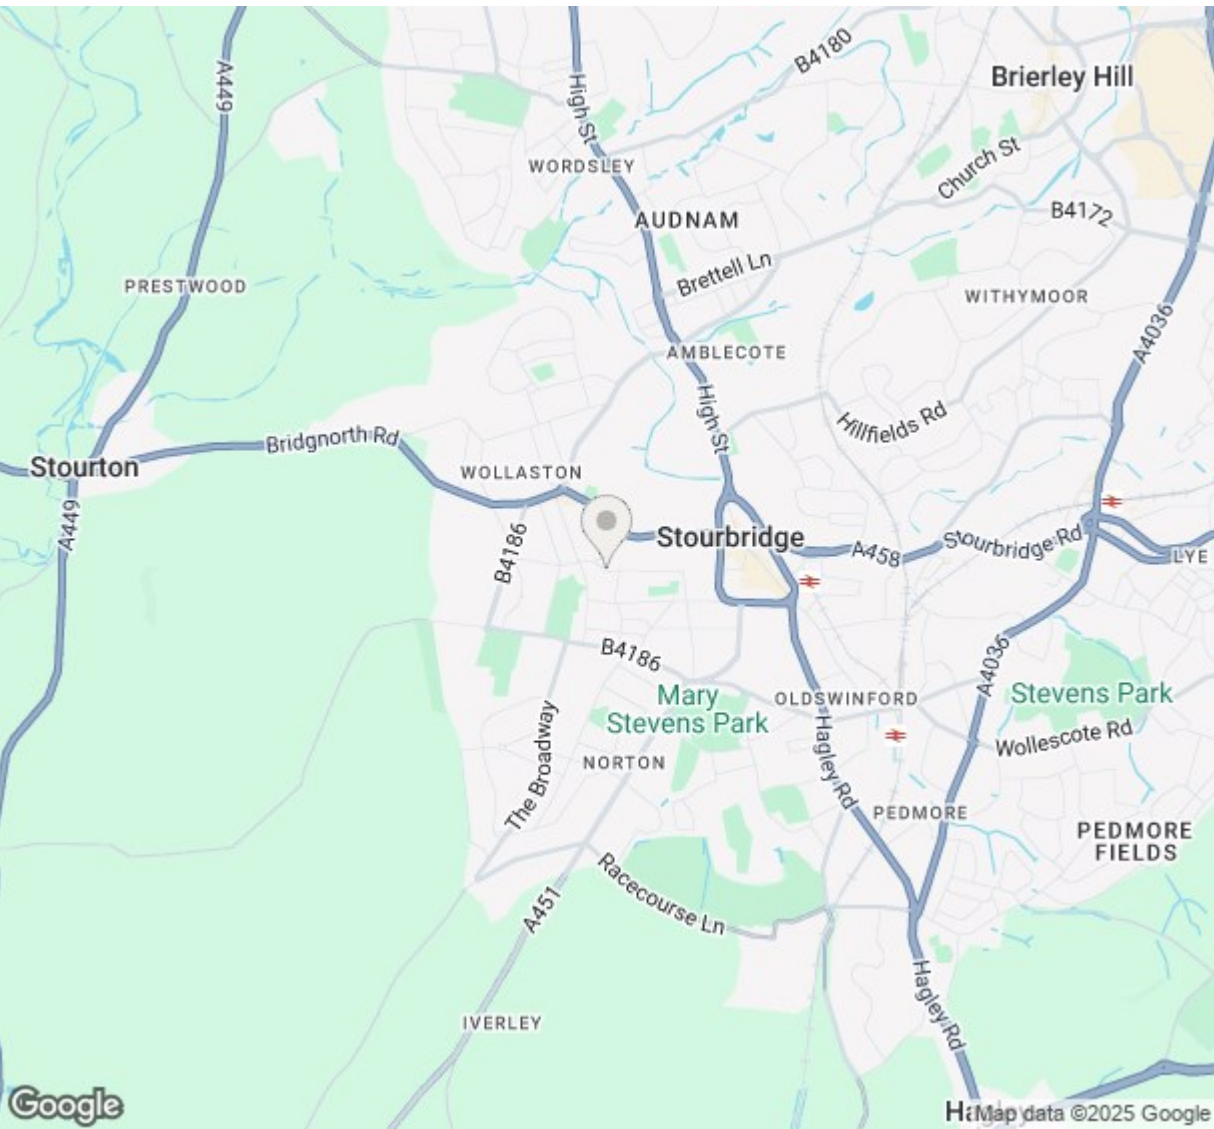 B4180
Brierley Hill
A449
High St
WORDSLEY
Church St
AUDNAM
B4172
Brettell Ln
PRESTWOOD
WITHYMOOR
A4036
AMBLECOTE
High St
Hillfields Rd
Bridgnorth Rd
Stourton
WOLLASTON
A449
B4186
Stourbridge
A458
Stourbridge Rd
LYE
B4186
A4036
Mary
Stevens Park
OLDSWINFORD
Stevens Park
Hagley Rd
Wollescote Rd
The Broadway
NORTON
PEDMORE
PEDMORE
FIELDS
Racecourse Ln
A451
Hagley Rd
IVERLEY
Google
Hagley
Map data ©2025 Google